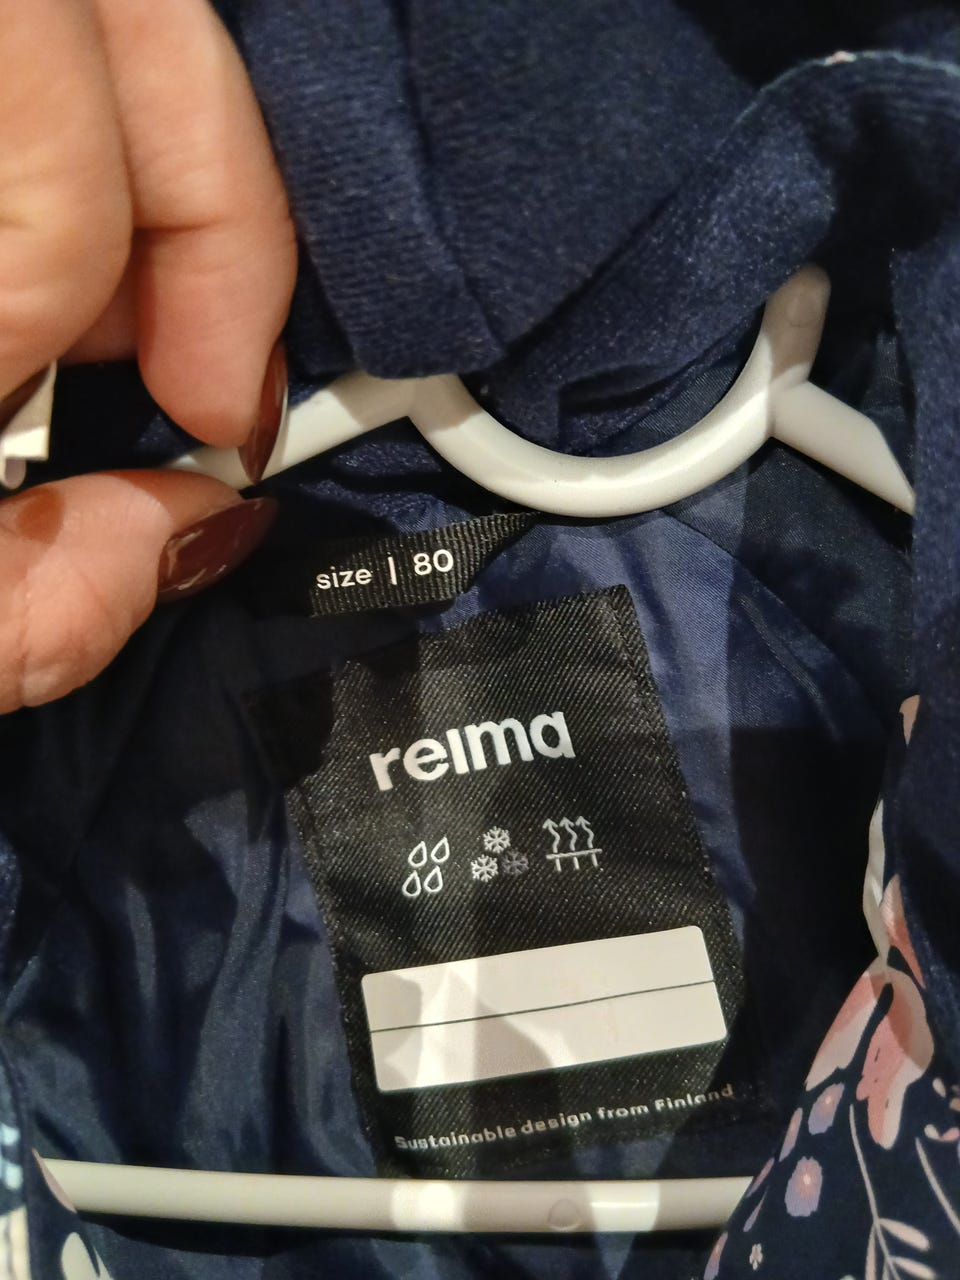 size | 80
reima
Sustainable design from Finland